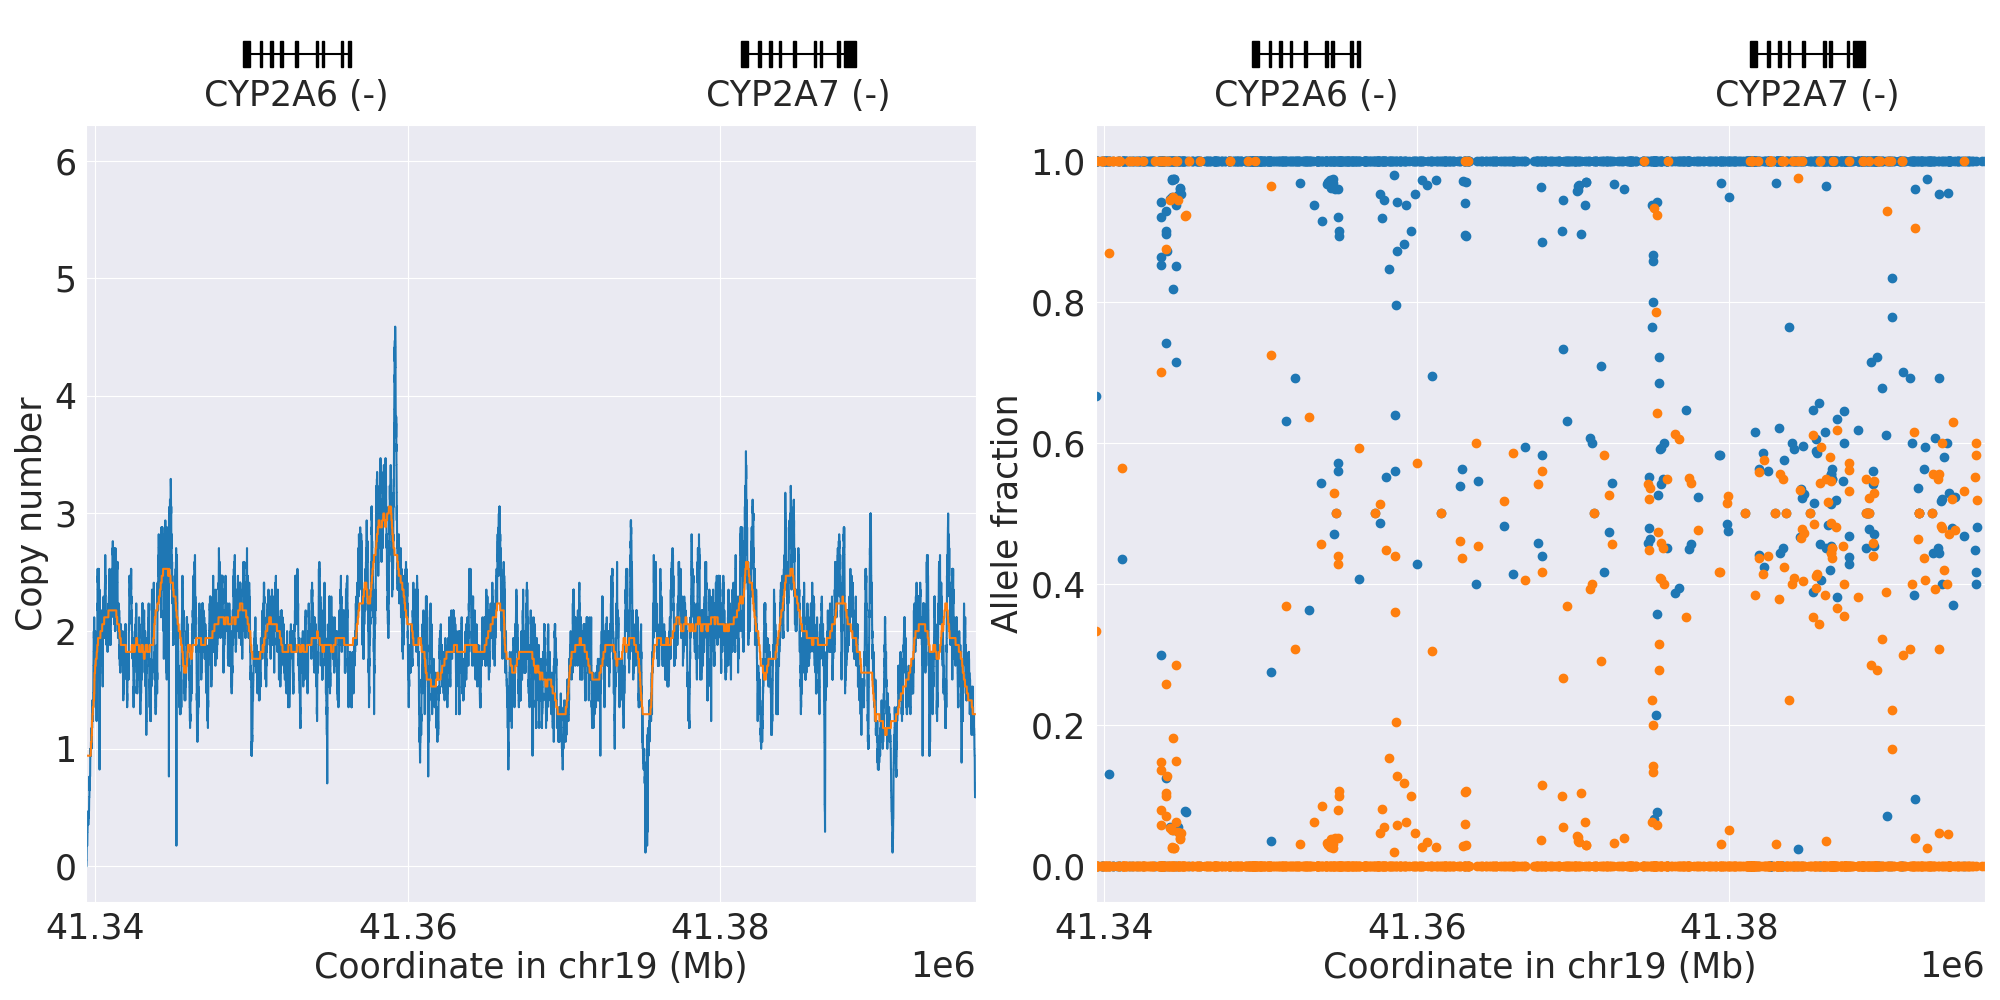 CYP2A6 (-)
CYP2A7 (-)
Copy number
6
5
4
3
2
1
0
41.34
41.36
41.38
Coordinate in chr19 (Mb)
1e6
CYP2A6 (-)
CYP2A7 (-)
Allele fraction
1.0
0.8
0.6
0.4
0.2
0.0
41.34
41.36
41.38
Coordinate in chr19 (Mb)
1e6